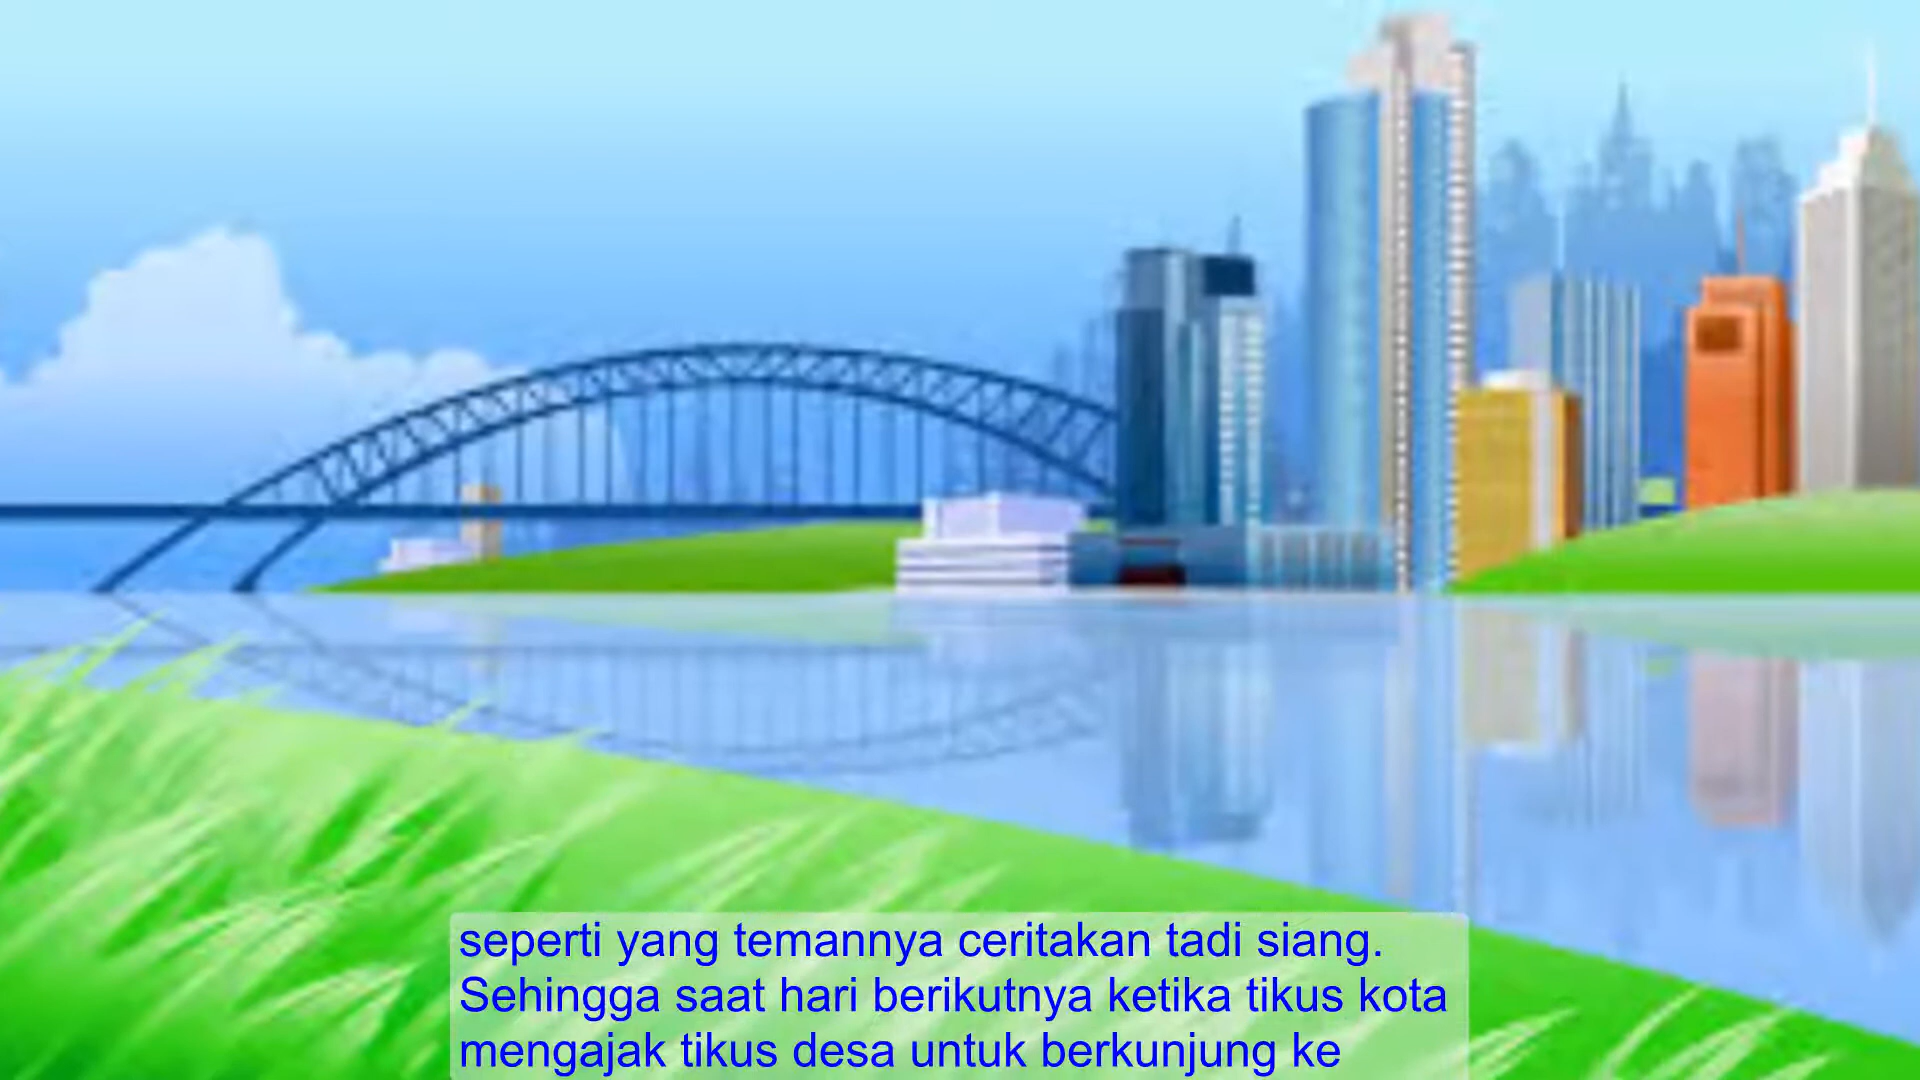 seperti yang temannya ceritakan tadi siang.
Sehingga saat hari berikutnya ketika tikus kota
mengajak tikus desa untuk berkunjung ke